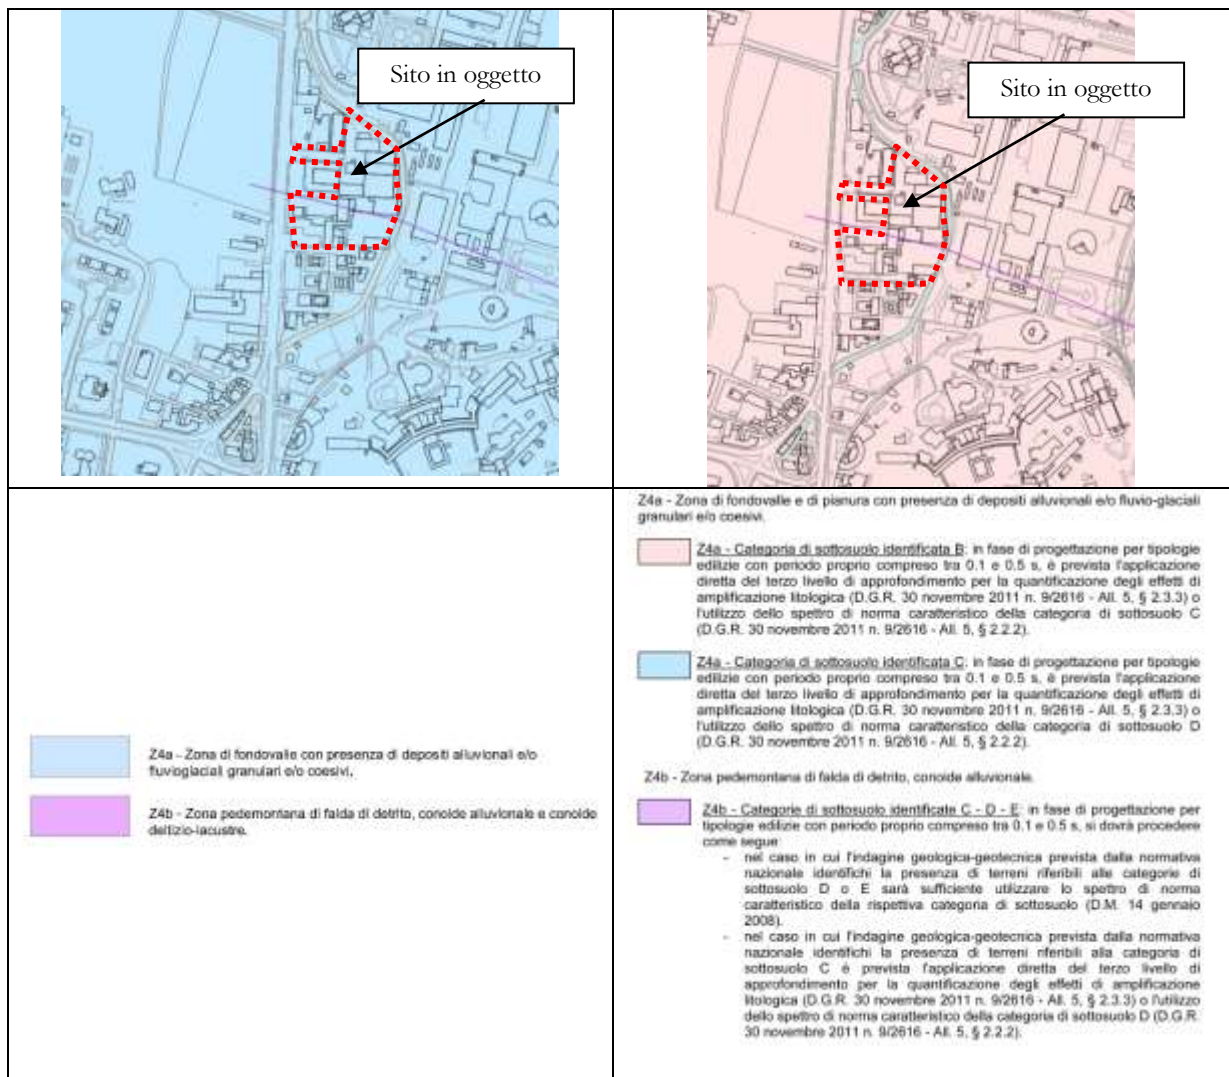 Sito in oggetto
Sito in oggetto
Z4a - Zona di fondovalle con presenza di depositi alluvionali e/o
fluvioglaciali granulari e/o coesivi.
Z4b - Zona pedemontana di falda di detrito, conoide alluvionale e conoide
deltizio-lacustre.
Z4a - Zona di fondovalle e di pianura con presenza di depositi alluvionali e/o fluvio-glaciali
granulari e/o coesivi.
Z4a - Categoria di sottosuolo identificata B: in fase di progettazione per tipologie
edilizie con periodo proprio compreso tra 0.1 e 0.5 s, è prevista l'applicazione
diretta del terzo livello di approfondimento per la quantificazione degli effetti di
amplificazione litologica (D.G.R. 30 novembre 2011 n. 9/2616 - All. 5, § 2.3.3) o
l'utilizzo dello spettro di norma caratteristico della categoria di sottosuolo C
(D.G.R. 30 novembre 2011 n. 9/2616 - All. 5, § 2.2.2).
Z4a - Categoria di sottosuolo identificata C: in fase di progettazione per tipologie
edilizie con periodo proprio compreso tra 0.1 e 0.5 s, è prevista l'applicazione
diretta del terzo livello di approfondimento per la quantificazione degli effetti di
amplificazione litologica (D.G.R. 30 novembre 2011 n. 9/2616 - All. 5, § 2.3.3) o
l'utilizzo dello spettro di norma caratteristico della categoria di sottosuolo D
(D.G.R. 30 novembre 2011 n. 9/2616 - All. 5, § 2.2.2).
Z4b - Zona pedemontana di falda di detrito, conoide alluvionale.
Z4b - Categorie di sottosuolo identificate C - D - E: in fase di progettazione per
tipologie edilizie con periodo proprio compreso tra 0.1 e 0.5 s, si dovrà procedere
come segue:
- nel caso in cui l'indagine geologica-geotecnica prevista dalla normativa
nazionale identifichi la presenza di terreni riferibili alle categorie di
sottosuolo D o E sarà sufficiente utilizzare lo spettro di norma
caratteristico della rispettiva categoria di sottosuolo (D.M. 14 gennaio
2008).
- nel caso in cui l'indagine geologica-geotecnica prevista dalla normativa
nazionale identifichi la presenza di terreni riferibili alla categoria di
sottosuolo C è prevista l'applicazione diretta del terzo livello di
approfondimento per la quantificazione degli effetti di amplificazione
litologica (D.G.R. 30 novembre 2011 n. 9/2616 - All. 5, § 2.3.3) o l'utilizzo
dello spettro di norma caratteristico della categoria di sottosuolo D (D.G.R.
30 novembre 2011 n. 9/2616 - All. 5, § 2.2.2).